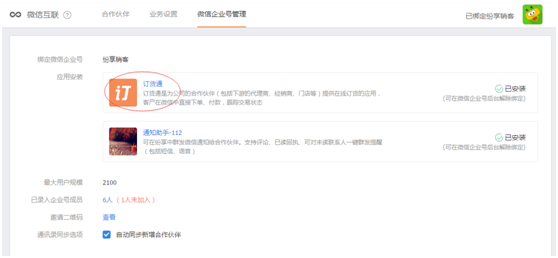 微信互联 ?
合作伙伴 业务设置 微信企业号管理
已绑定纷享销客
绑定微信企业号 纷享销客
应用安装
订
订货通
订货通是为公司的合作伙伴（包括下游的代理商、经销商、门店等）提供在线订货的应用，
客户在微信中直接下单、付款，跟踪交易状态
已安装
(可在微信企业号后台解除绑定)
通知助手-112
可在纷享中群发微信通知给合作伙伴。支持评论、已读回执，可对未读联系人一键群发提醒
（包括短信、语音）
已安装
(可在微信企业号后台解除绑定)
最大用户规模 2100
已录入企业号成员 6人（1人未加入）
邀请二维码 查看
通讯录同步选项 自动同步新增合作伙伴